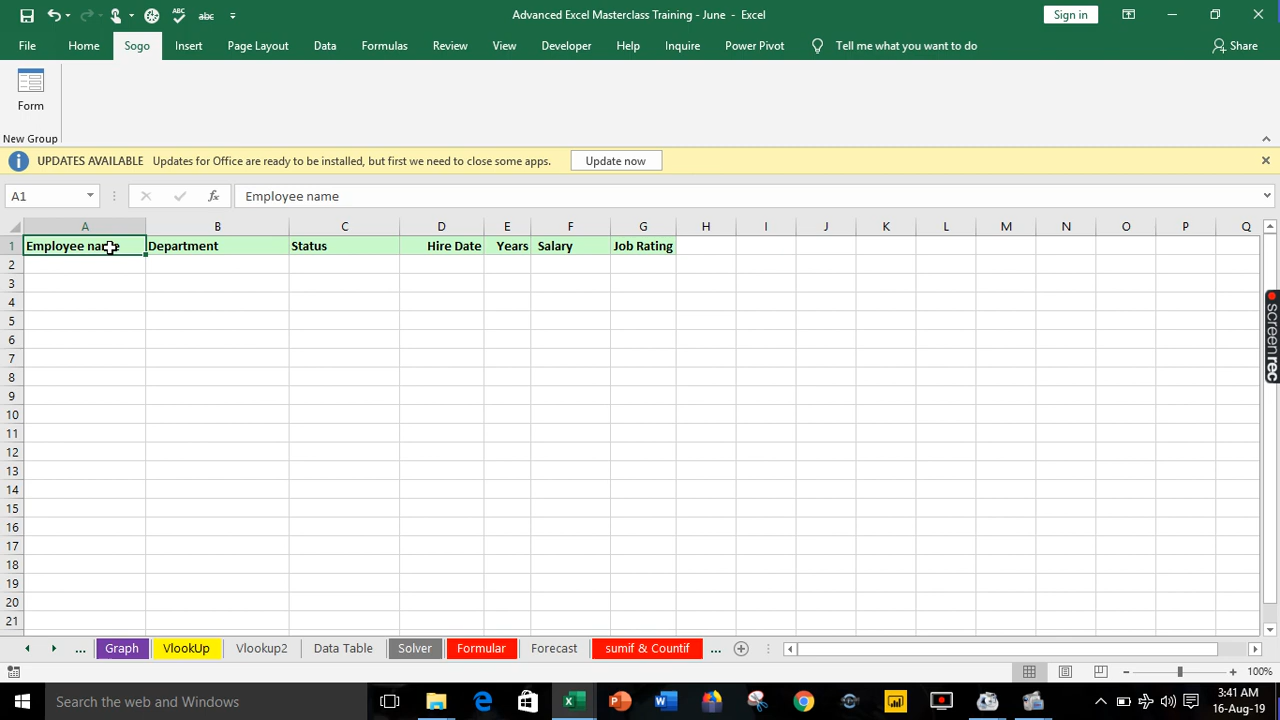 Advanced Excel Masterclass Training - June - Excel
Sign in
File Home Sogo Insert Page Layout Data Formulas Review View Developer Help Inquire Power Pivot Tell me what you want to do Share
Form
New Group
UPDATES AVAILABLE Updates for Office are ready to be installed, but first we need to close some apps. Update now
A1 fx Employee name
A B C D E F G H I J K L M N O P Q
1 Employee name Department Status Hire Date Years Salary Job Rating
2
3
4
5
6
7
8
9
10
11
12
13
14
15
16
17
18
19
20
21
screenrec
... Graph VlookUp Vlookup2 Data Table Solver Formular Forecast sumif & Countif ...
100%
Search the web and Windows
3:41 AM
16-Aug-19